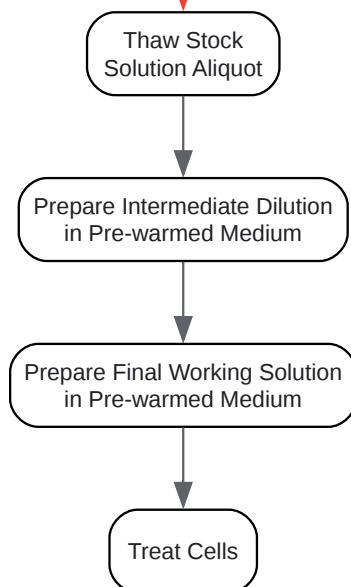 Thaw Stock
Solution Aliquot
Prepare Intermediate Dilution
in Pre-warmed Medium
Prepare Final Working Solution
in Pre-warmed Medium
Treat Cells